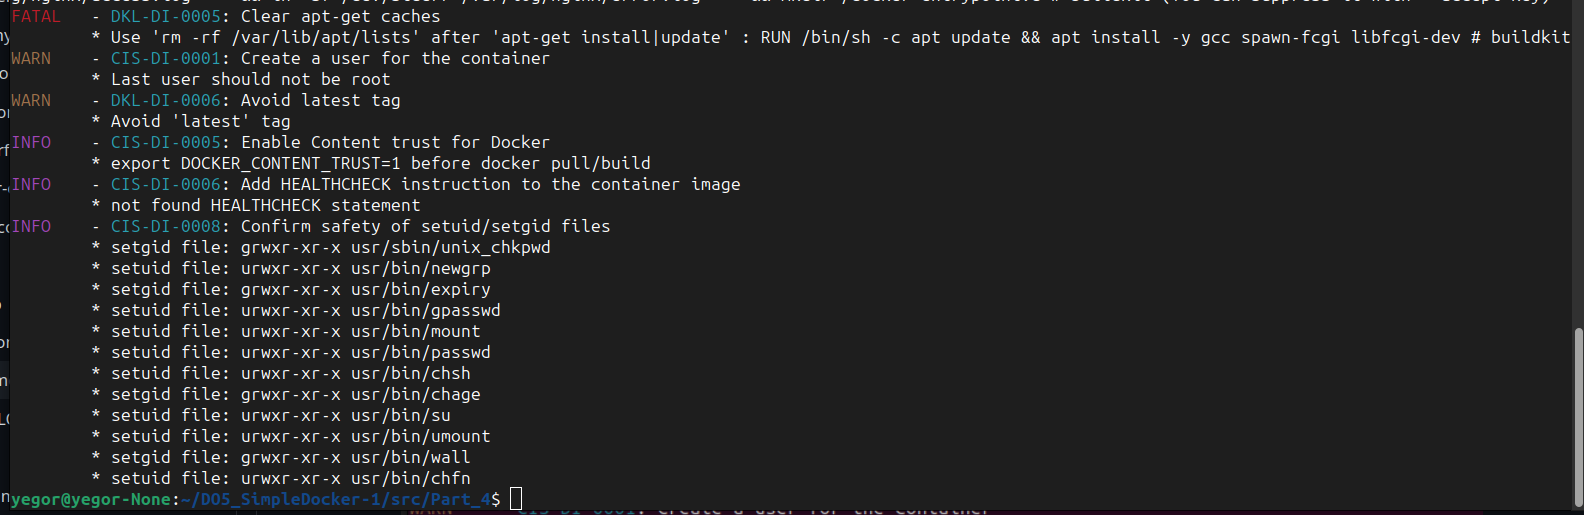 FATAL - DKL-DI-0005: Clear apt-get caches
* Use 'rm -rf /var/lib/apt/lists' after 'apt-get install|update' : RUN /bin/sh -c apt update && apt install -y gcc spawn-fcgi libfcgi-dev # buildkit
WARN - CIS-DI-0001: Create a user for the container
* Last user should not be root
WARN - DKL-DI-0006: Avoid latest tag
* Avoid 'latest' tag
INFO - CIS-DI-0005: Enable Content trust for Docker
* export DOCKER_CONTENT_TRUST=1 before docker pull/build
INFO - CIS-DI-0006: Add HEALTHCHECK instruction to the container image
* not found HEALTHCHECK statement
INFO - CIS-DI-0008: Confirm safety of setuid/setgid files
* setgid file: grwxr-xr-x usr/sbin/unix_chkpwd
* setuid file: urwxr-xr-x usr/bin/newgrp
* setgid file: grwxr-xr-x usr/bin/expiry
* setuid file: urwxr-xr-x usr/bin/gpasswd
* setuid file: urwxr-xr-x usr/bin/mount
* setuid file: urwxr-xr-x usr/bin/passwd
* setuid file: urwxr-xr-x usr/bin/chsh
* setgid file: grwxr-xr-x usr/bin/chage
* setuid file: urwxr-xr-x usr/bin/su
* setuid file: urwxr-xr-x usr/bin/umount
* setgid file: grwxr-xr-x usr/bin/wall
* setuid file: urwxr-xr-x usr/bin/chfn
yegor@yegor-None:~/DO5_SimpleDocker-1/src/Part_4$